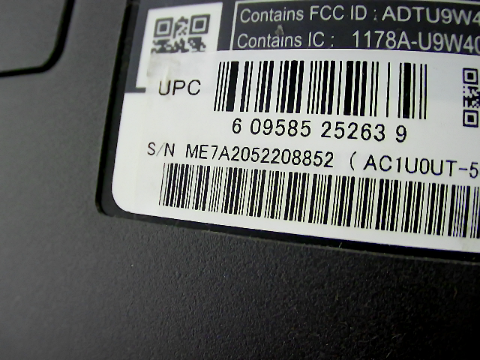 Contains FCC ID : ADTU9W4
Contains IC : 1178A-U9W40
UPC
6 09585 25263 9
S/N ME7A2052208852 ( AC1U0UT-5